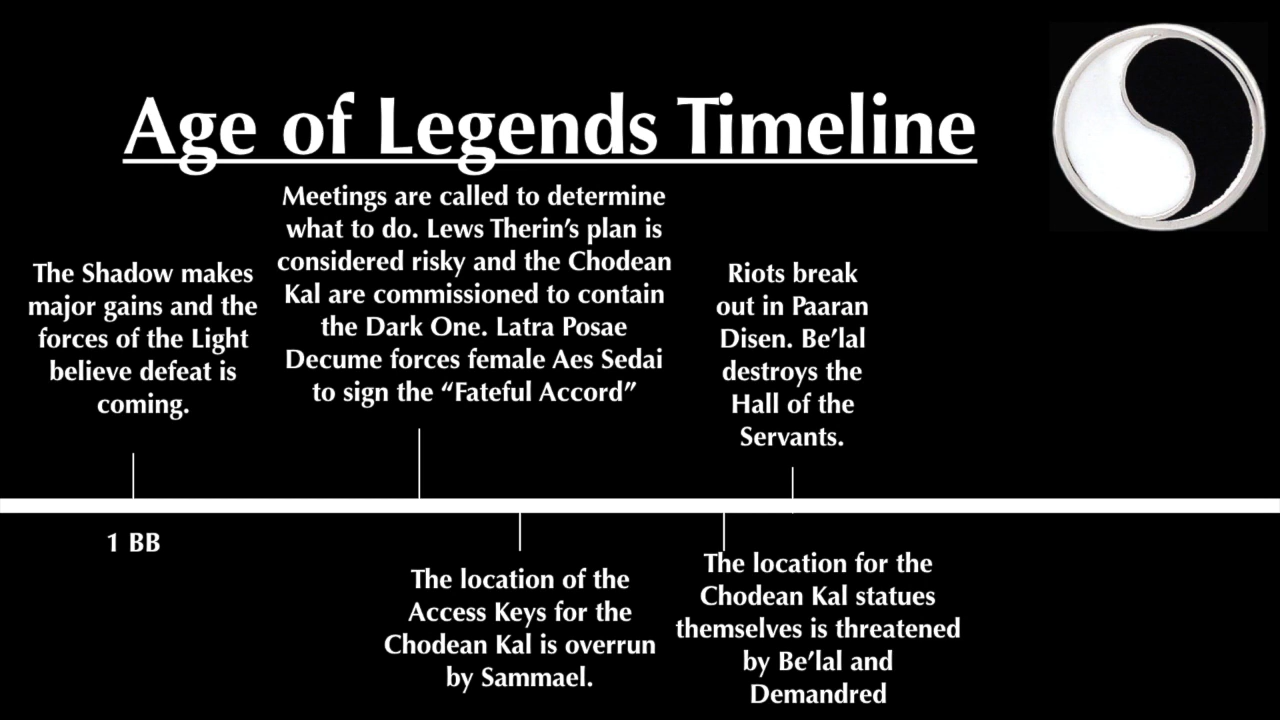 Age of Legends Timeline
The Shadow makes
major gains and the
forces of the Light
believe defeat is
coming.
Meetings are called to determine
what to do. Lews Therin’s plan is
considered risky and the Chodean
Kal are commissioned to contain
the Dark One. Latra Posae
Decume forces female Aes Sedai
to sign the “Fateful Accord”
Riots break
out in Paaran
Disen. Be’lal
destroys the
Hall of the
Servants.
1 BB
The location of the
Access Keys for the
Chodean Kal is overrun
by Sammael.
The location for the
Chodean Kal statues
themselves is threatened
by Be’lal and
Demandred